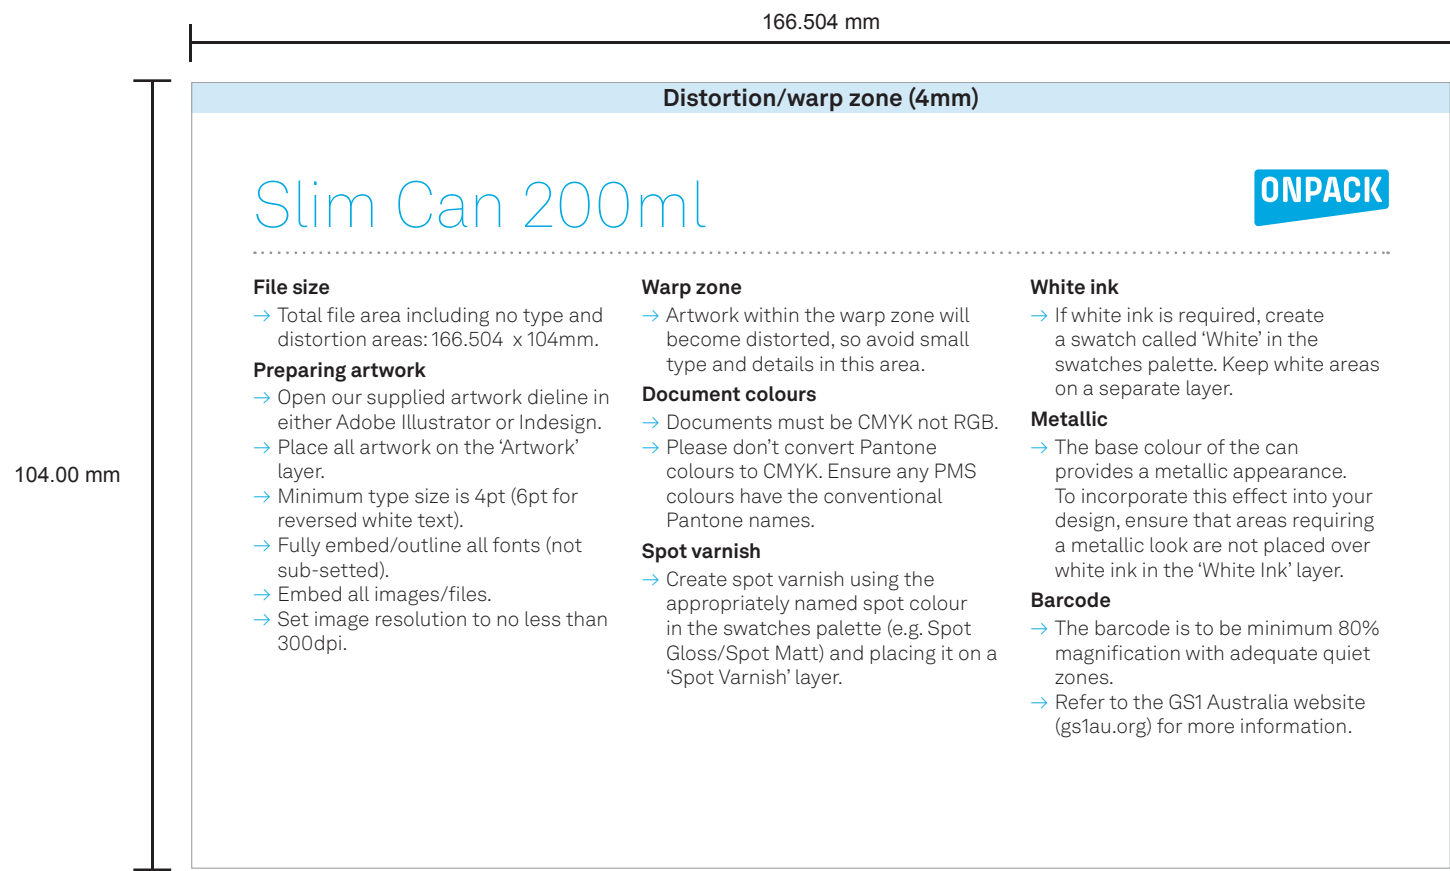 166.504 mm
Distortion/warp zone (4mm)
Slim Can 200ml
ONPACK
File size
→ Total file area including no type and
distortion areas: 166.504 x 104mm.
Preparing artwork
→ Open our supplied artwork dieline in
either Adobe Illustrator or Indesign.
→ Place all artwork on the ‘Artwork’
layer.
→ Minimum type size is 4pt (6pt for
reversed white text).
→ Fully embed/outline all fonts (not
sub-setted).
→ Embed all images/files.
→ Set image resolution to no less than
300dpi.
Warp zone
→ Artwork within the warp zone will
become distorted, so avoid small
type and details in this area.
Document colours
→ Documents must be CMYK not RGB.
→ Please don’t convert Pantone
colours to CMYK. Ensure any PMS
colours have the conventional
Pantone names.
Spot varnish
→ Create spot varnish using the
appropriately named spot colour
in the swatches palette (e.g. Spot
Gloss/Spot Matt) and placing it on a
‘Spot Varnish’ layer.
White ink
→ If white ink is required, create
a swatch called ‘White’ in the
swatches palette. Keep white areas
on a separate layer.
Metallic
→ The base colour of the can
provides a metallic appearance.
To incorporate this effect into your
design, ensure that areas requiring
a metallic look are not placed over
white ink in the ‘White Ink’ layer.
Barcode
→ The barcode is to be minimum 80%
magnification with adequate quiet
zones.
→ Refer to the GS1 Australia website
(gs1au.org) for more information.
104.00 mm